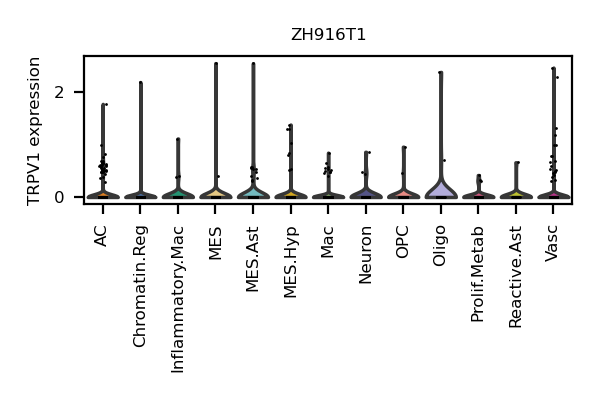 ZH916T1
TRPV1 expression
2
0
AC
Chromatin.Reg
Inflammatory.Mac
MES
MES.Ast
MES.Hyp
Mac
Neuron
OPC
Oligo
Prolif.Metab
Reactive.Ast
Vasc